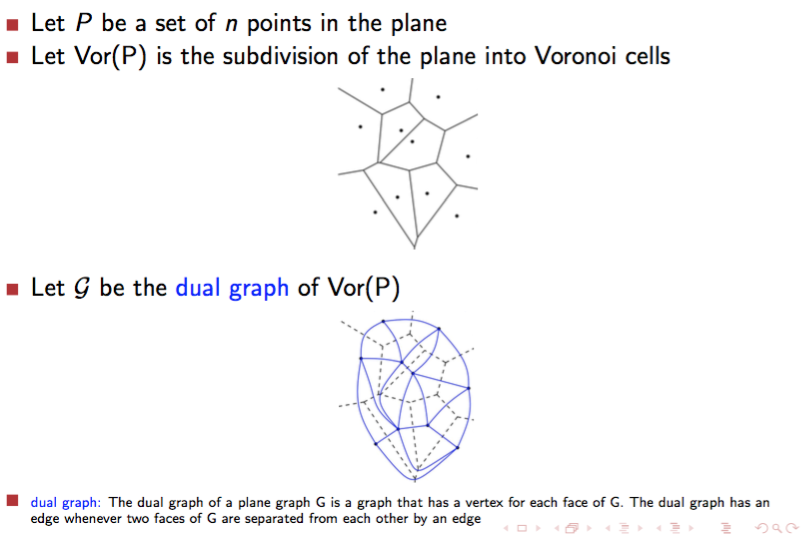 Let P be a set of n points in the plane
Let Vor(P) is the subdivision of the plane into Voronoi cells
Let 𝒢 be the dual graph of Vor(P)
dual graph: The dual graph of a plane graph G is a graph that has a vertex for each face of G. The dual graph has an
edge whenever two faces of G are separated from each other by an edge